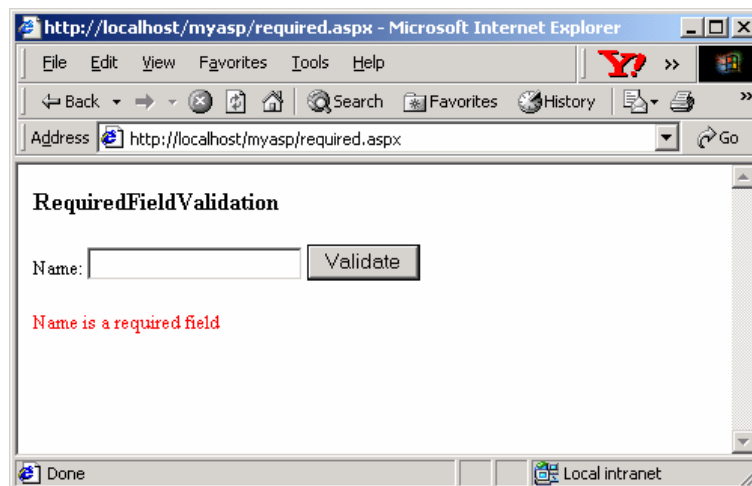 http://localhost/myasp/required.aspx - Microsoft Internet Explorer
File Edit View Favorites Tools Help
Y! »
Back Search Favorites History »
Address http://localhost/myasp/required.aspx Go
RequiredFieldValidation
Name: Validate
Name is a required field
Done Local intranet